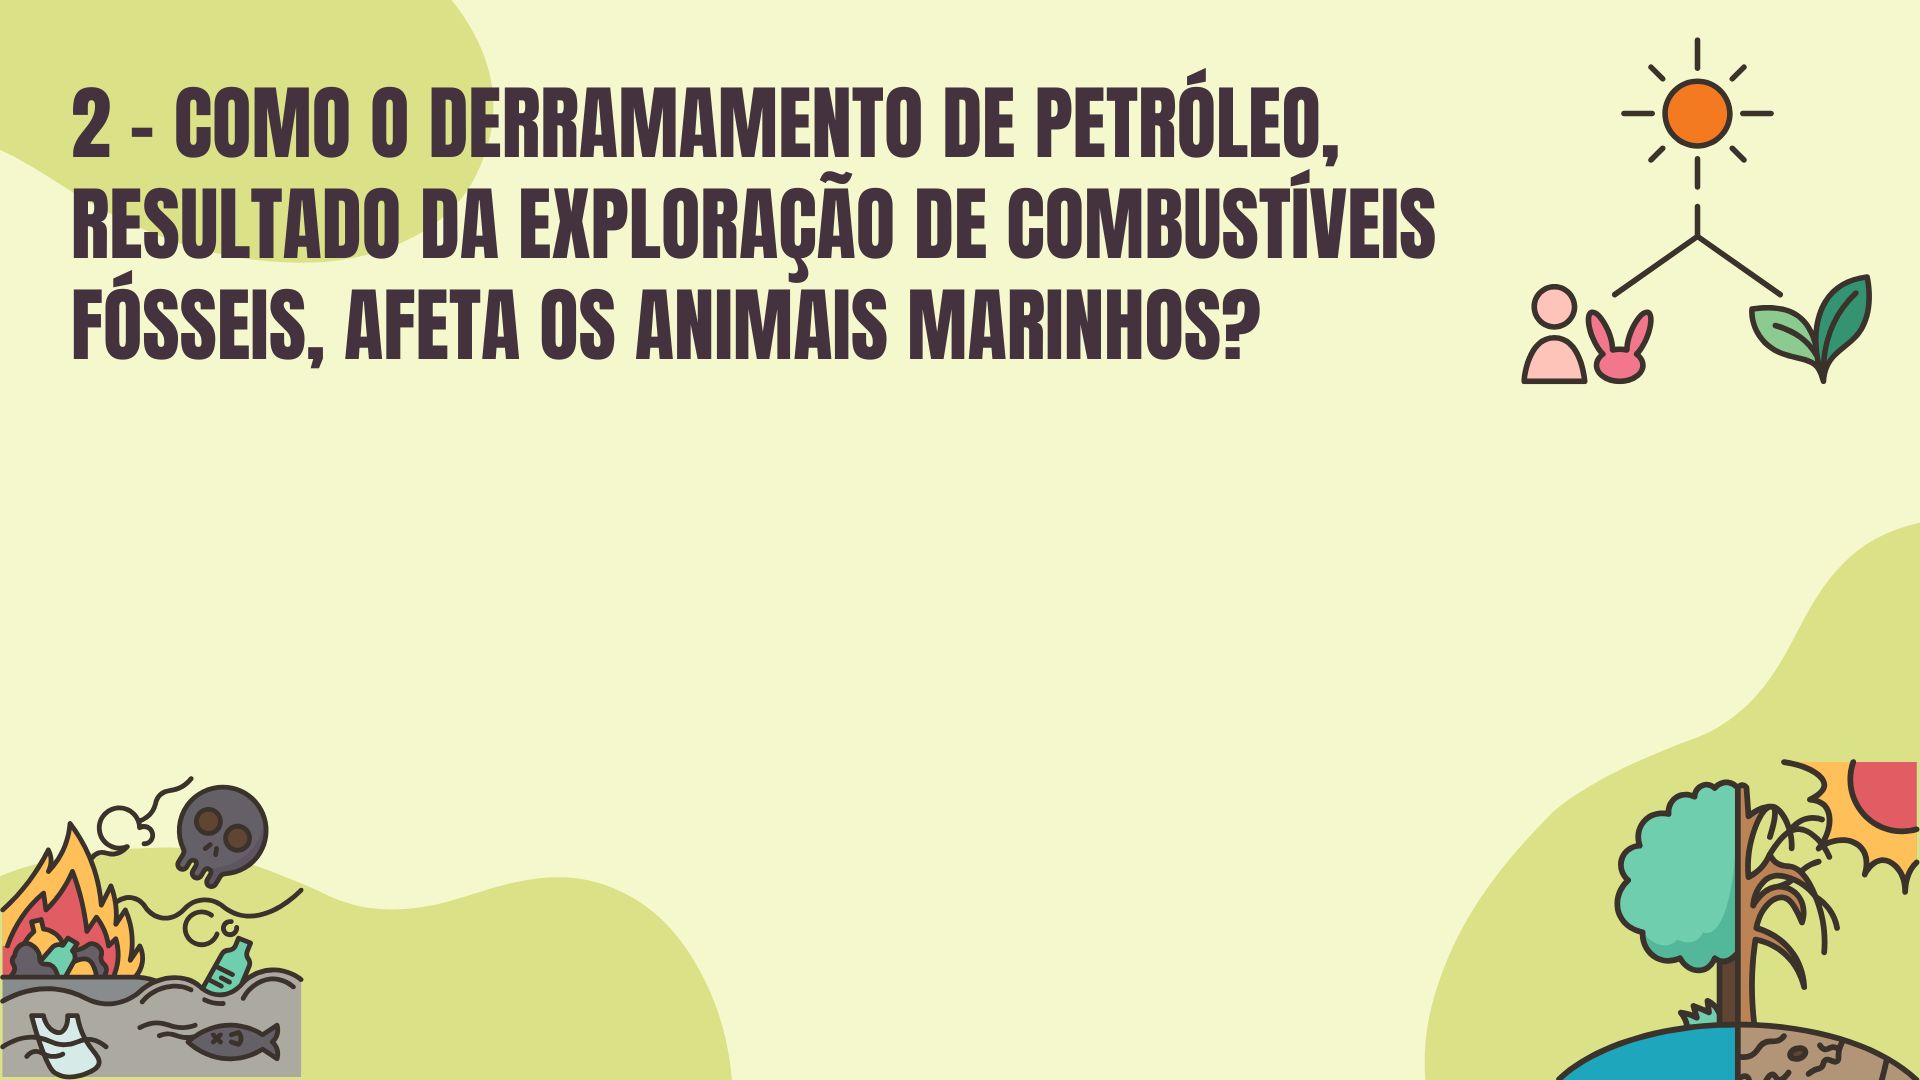 2 - COMO O DERRAMAMENTO DE PETRÓLEO,
RESULTADO DA EXPLORAÇÃO DE COMBUSTÍVEIS
FÓSSEIS, AFETA OS ANIMAIS MARINHOS?